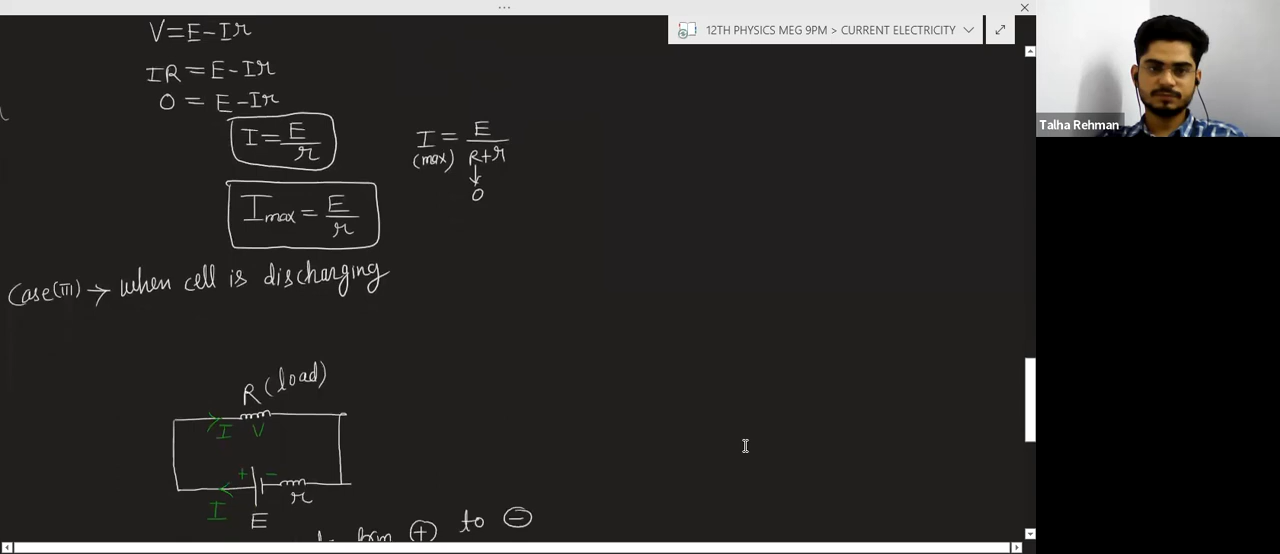 12TH PHYSICS MEG 9PM > CURRENT ELECTRICITY
Talha Rehman
V=E-Ir
IR=E-Ir
0 = E-Ir
I=E/r
I(max) = E/(R+r)
↓
0
Imax = E/r
Case(III) → when cell is discharging
R (load)
I V
+ -
I E r
from + to -